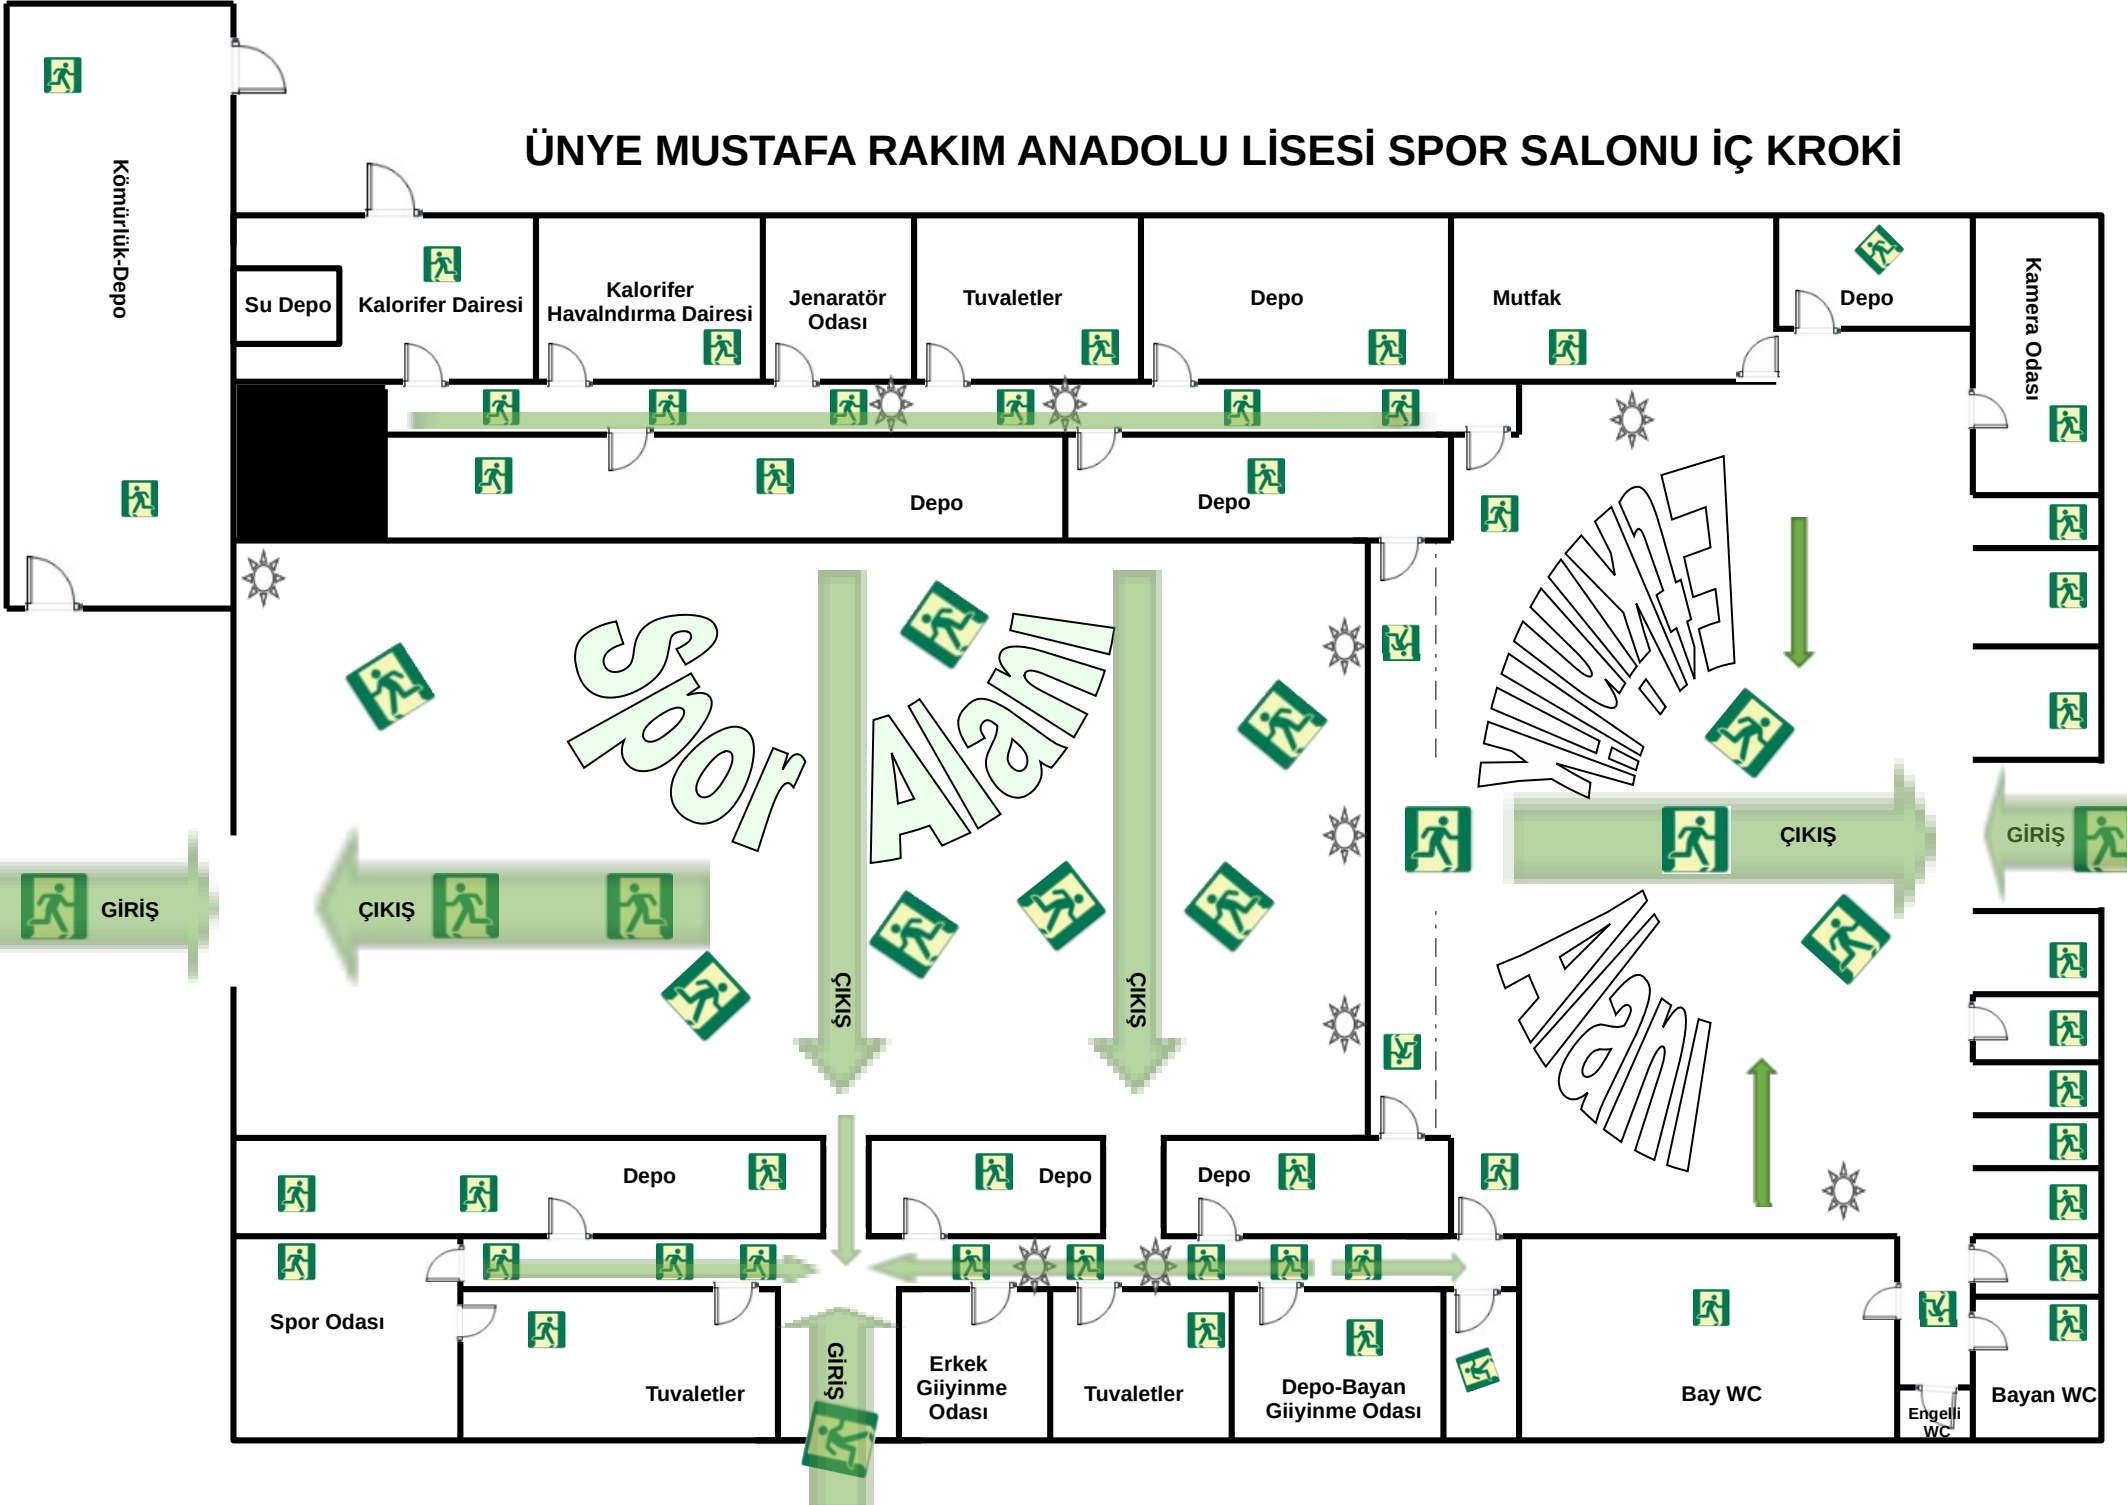 ÜNYE MUSTAFA RAKIM ANADOLU LİSESİ SPOR SALONU İÇ KROKİ
Kömürlük-Depo
Su Depo
Kalorifer Dairesi
Kalorifer
Havalndırma Dairesi
Jenaratör
Odası
Tuvaletler
Depo
Mutfak
Depo
Kamera Odası
Depo
Depo
Spor Alanı
Alanı
GİRİŞ
ÇIKIŞ
ÇIKIŞ
ÇIKIŞ
ÇIKIŞ
GİRİŞ
Depo
Depo
Depo
Spor Odası
Tuvaletler
GİRİŞ
Erkek
Giiyinme
Odası
Tuvaletler
Depo-Bayan
Giiyinme Odası
Bay WC
Engelli
WC
Bayan WC